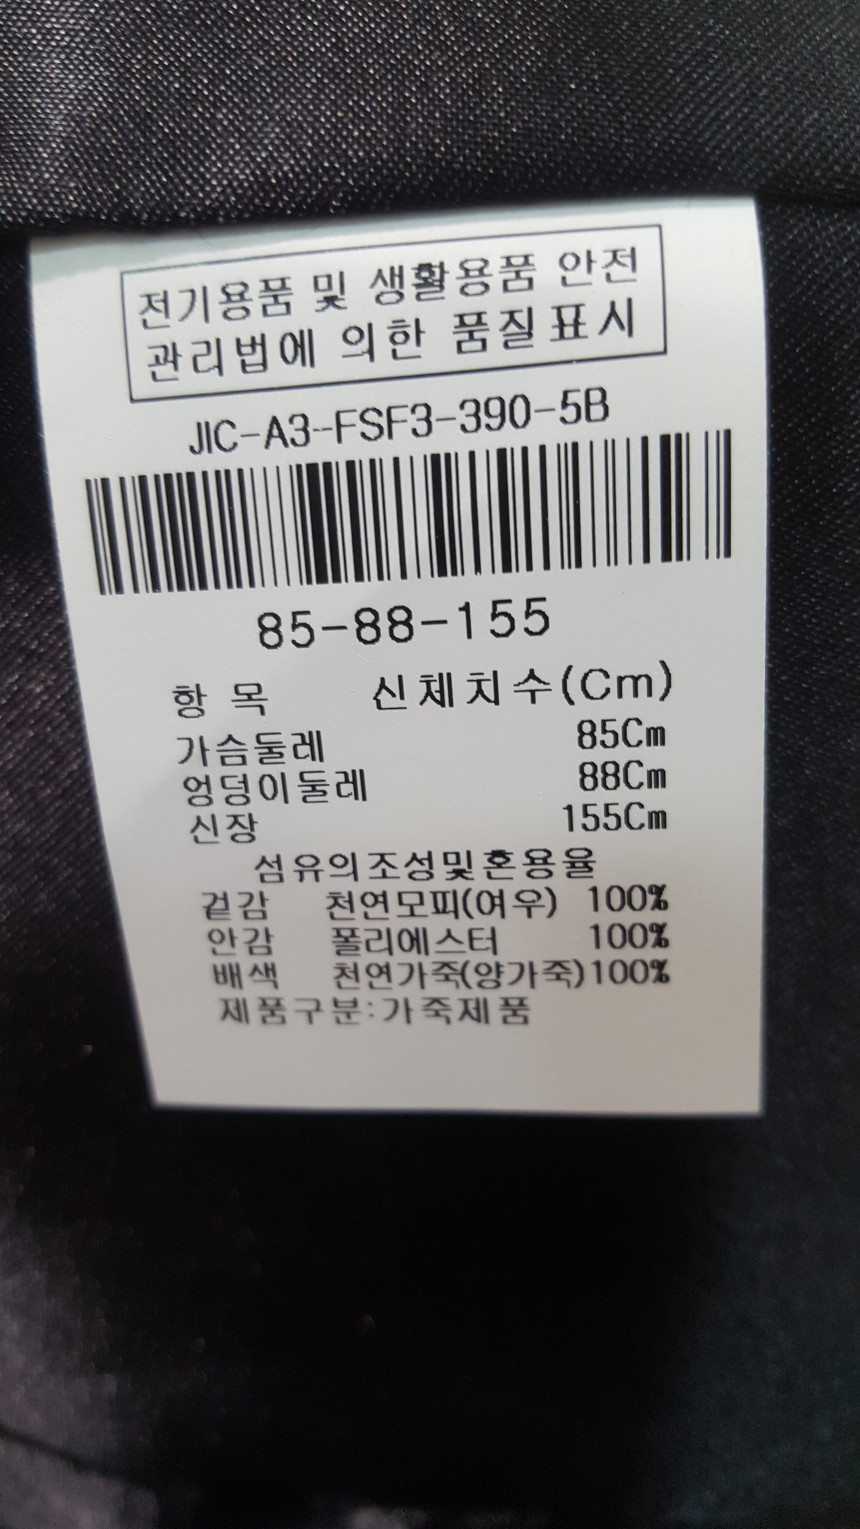 전기용품 및 생활용품 안전
관리법에 의한 품질표시
JIC-A3-FSF3-390-5B
85-88-155
항 목 신체치수(Cm)
가슴둘레 85Cm
엉덩이둘레 88Cm
신장 155Cm
섬유의조성및혼용율
겉감 천연모피(여우) 100%
안감 폴리에스터 100%
배색 천연가죽(양가죽)100%
제품구분:가죽제품